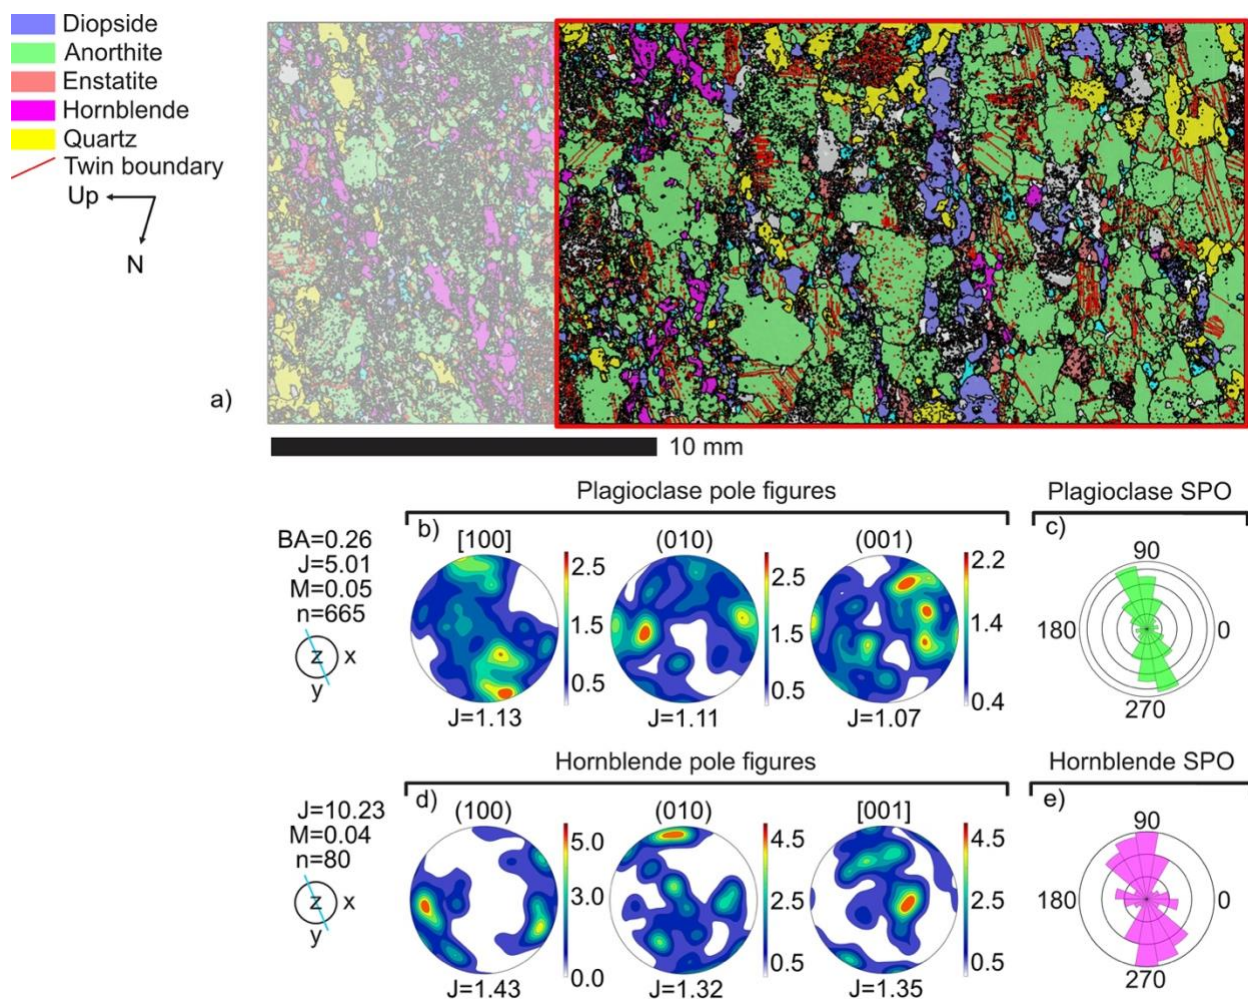 Diopside
Anorthite
Enstatite
Hornblende
Quartz
Twin boundary
Up
N
a)
10 mm
Plagioclase pole figures
Plagioclase SPO
BA=0.26
J=5.01
M=0.05
n=665
z x
y
b)
[100]
(010)
(001)
2.5
1.5
0.5
2.5
1.5
0.5
2.2
1.4
0.4
J=1.13
J=1.11
J=1.07
c)
90
180
0
270
Hornblende pole figures
Hornblende SPO
J=10.23
M=0.04
n=80
z x
y
d)
(100)
(010)
[001]
5.0
3.0
0.0
4.5
2.5
0.5
4.5
2.5
0.5
J=1.43
J=1.32
J=1.35
e)
90
180
0
270